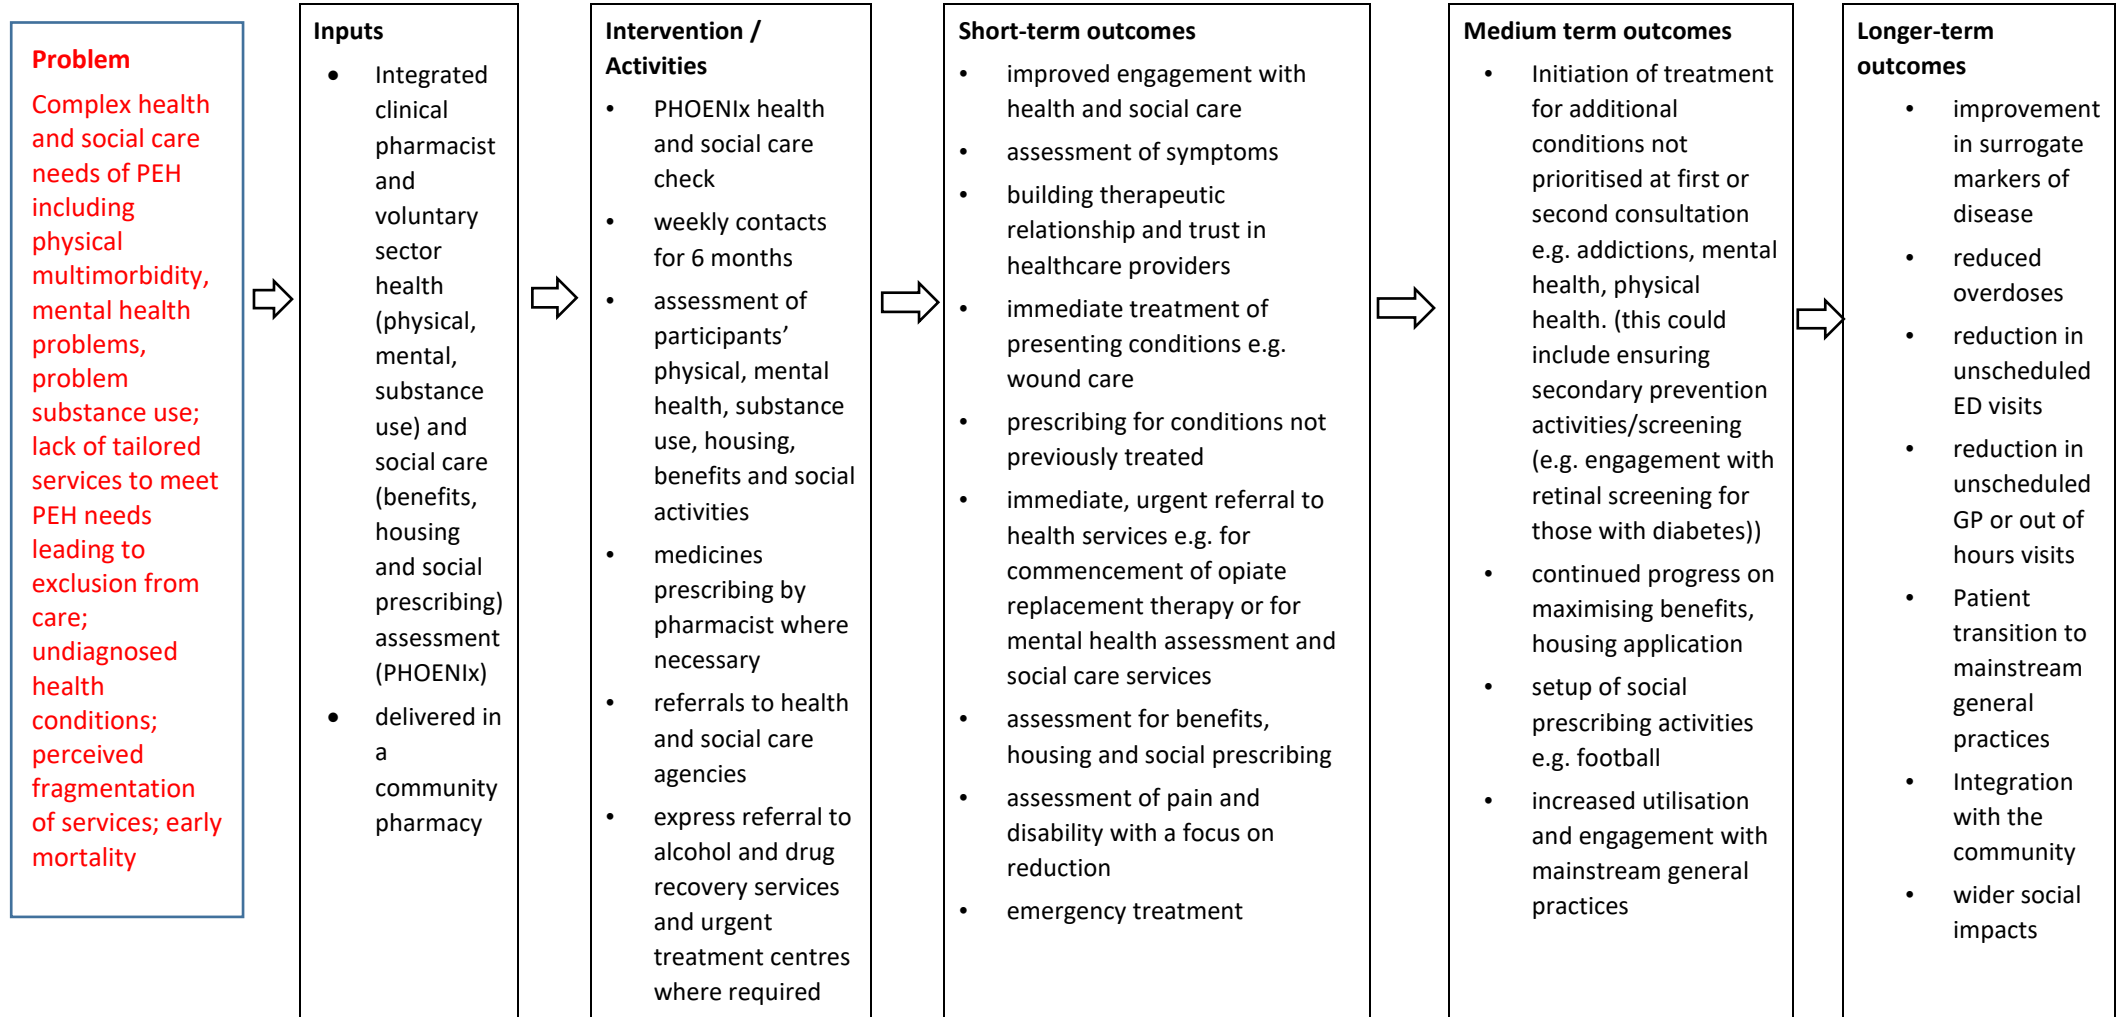 Problem
Complex health
and social care
needs of PEH
including
physical
multimorbidity,
mental health
problems,
problem
substance use;
lack of tailored
services to meet
PEH needs
leading to
exclusion from
care;
undiagnosed
health
conditions;
perceived
fragmentation
of services; early
mortality
Inputs
• Integrated
clinical
pharmacist
and
voluntary
sector
health
(physical,
mental,
substance
use) and
social care
(benefits,
housing
and social
prescribing)
assessment
(PHOENIx)
• delivered in
a
community
pharmacy
Intervention /
Activities
• PHOENIx health
and social care
check
• weekly contacts
for 6 months
• assessment of
participants’
physical, mental
health, substance
use, housing,
benefits and social
activities
• medicines
prescribing by
pharmacist where
necessary
• referrals to health
and social care
agencies
• express referral to
alcohol and drug
recovery services
and urgent
treatment centres
where required
Short-term outcomes
• improved engagement with
health and social care
• assessment of symptoms
• building therapeutic
relationship and trust in
healthcare providers
• immediate treatment of
presenting conditions e.g.
wound care
• prescribing for conditions not
previously treated
• immediate, urgent referral to
health services e.g. for
commencement of opiate
replacement therapy or for
mental health assessment and
social care services
• assessment for benefits,
housing and social prescribing
• assessment of pain and
disability with a focus on
reduction
• emergency treatment
Medium term outcomes
• Initiation of treatment
for additional
conditions not
prioritised at first or
second consultation
e.g. addictions, mental
health, physical
health. (this could
include ensuring
secondary prevention
activities/screening
(e.g. engagement with
retinal screening for
those with diabetes))
• continued progress on
maximising benefits,
housing application
• setup of social
prescribing activities
e.g. football
• increased utilisation
and engagement with
mainstream general
practices
Longer-term
outcomes
• improvement
in surrogate
markers of
disease
• reduced
overdoses
• reduction in
unscheduled
ED visits
• reduction in
unscheduled
GP or out of
hours visits
• Patient
transition to
mainstream
general
practices
• Integration
with the
community
• wider social
impacts